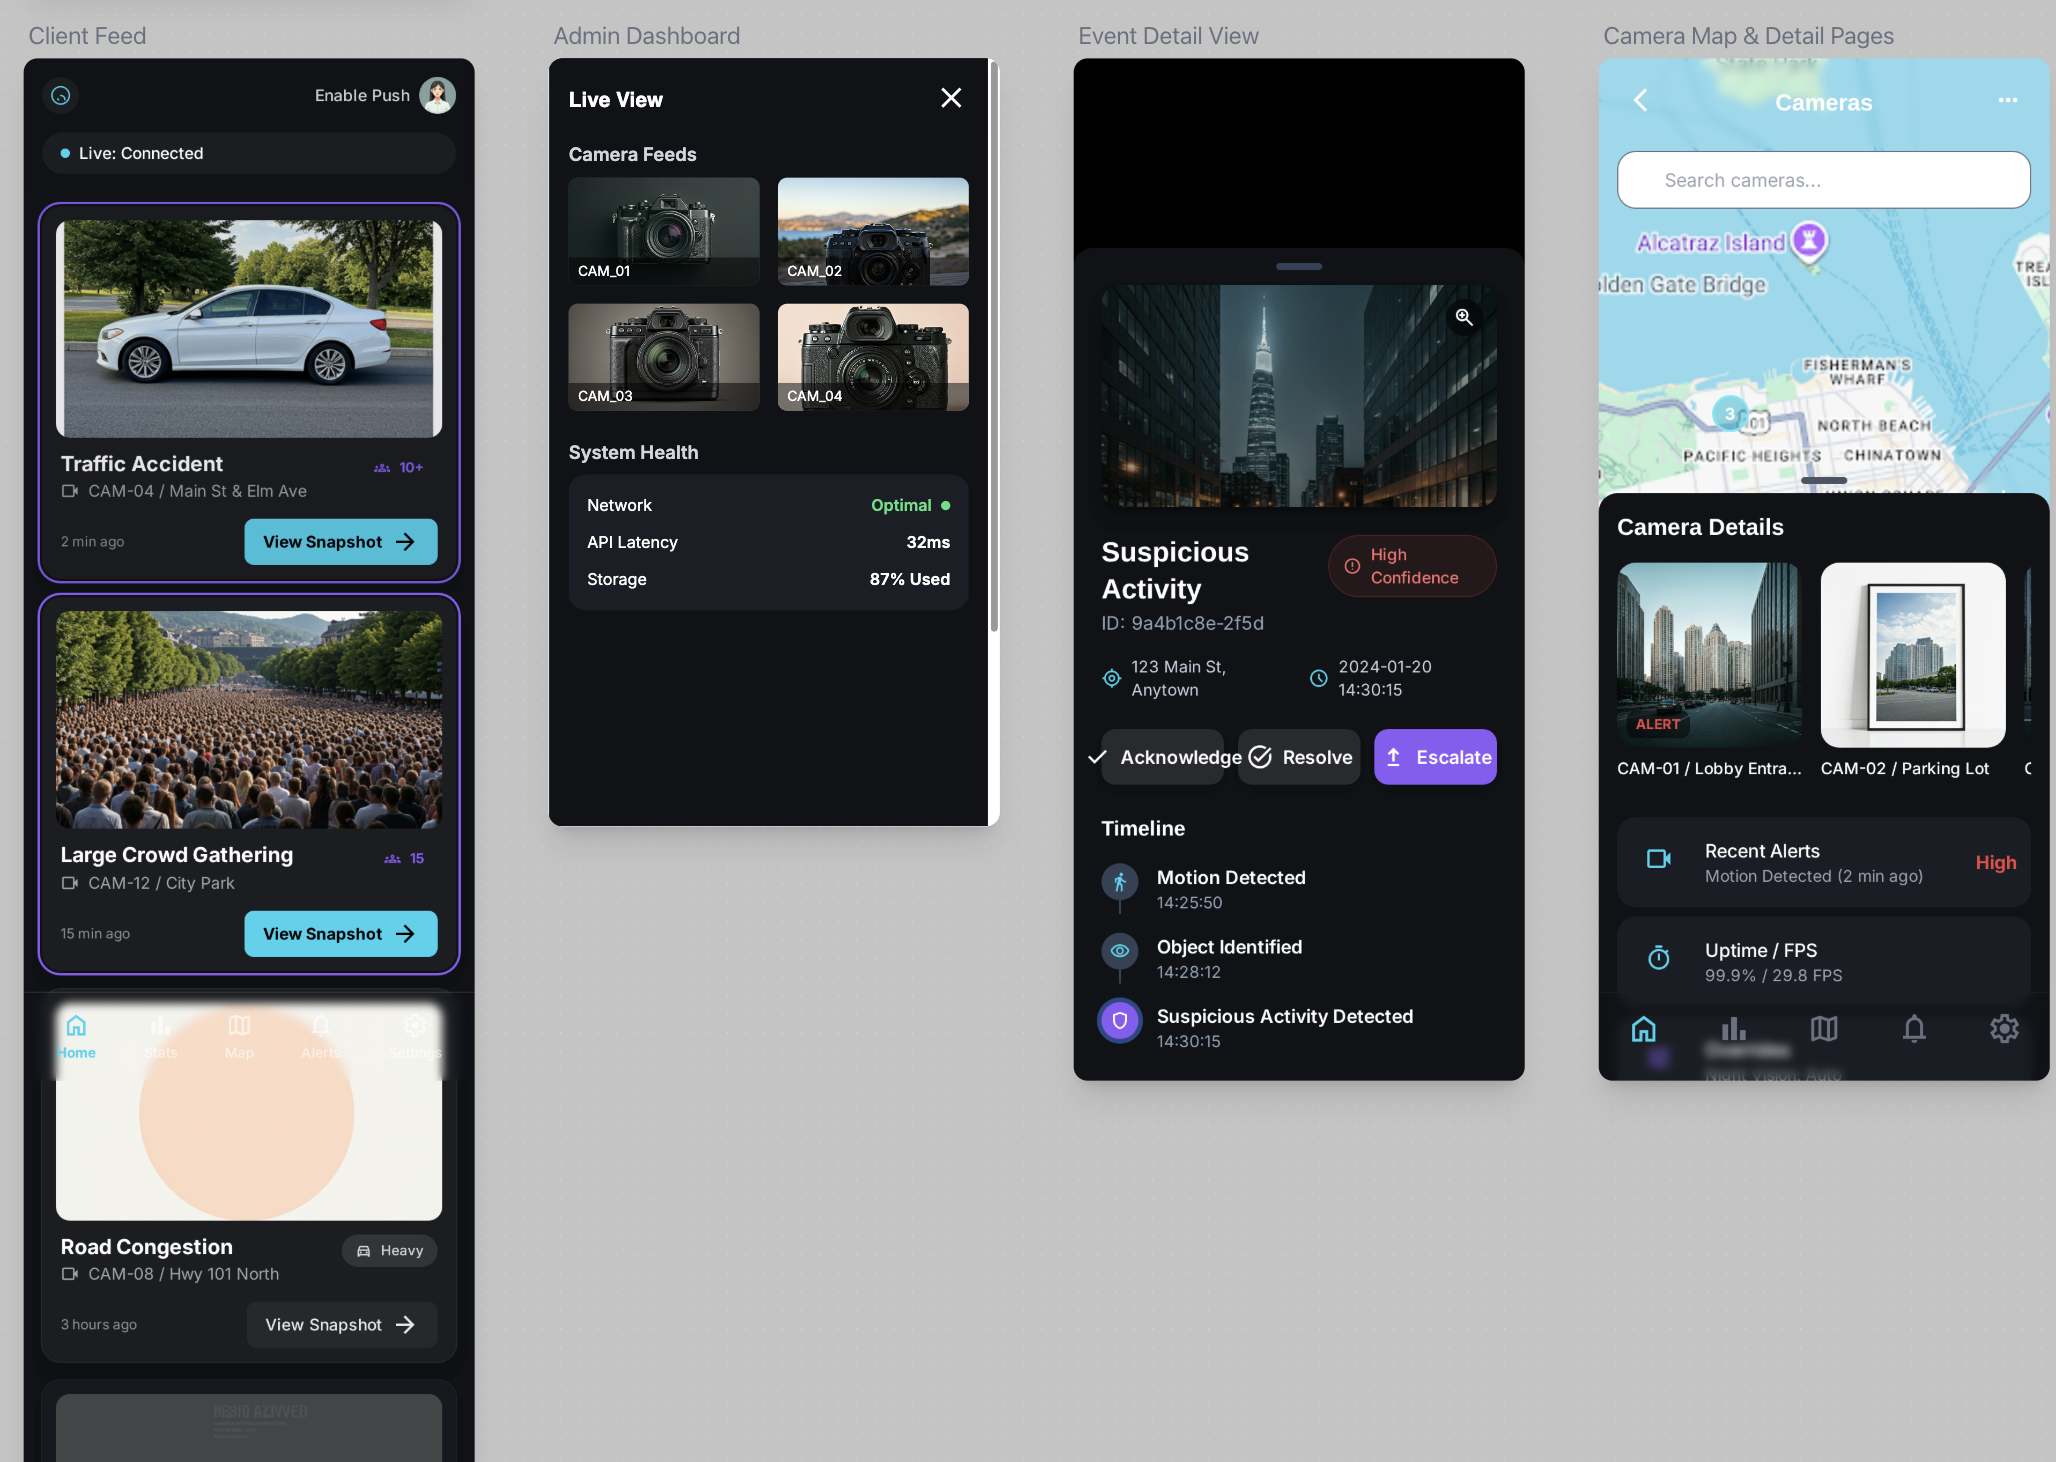 Client Feed
Enable Push
Live: Connected
Traffic Accident
10+
CAM-04 / Main St & Elm Ave
2 min ago
View Snapshot
Large Crowd Gathering
15
CAM-12 / City Park
15 min ago
View Snapshot
Home
Stats
Map
Alerts
Settings
Road Congestion
Heavy
CAM-08 / Hwy 101 North
3 hours ago
View Snapshot
Admin Dashboard
Live View
Camera Feeds
CAM_01
CAM_02
CAM_03
CAM_04
System Health
Network
Optimal
API Latency
32ms
Storage
87% Used
Event Detail View
Suspicious
Activity
High
Confidence
ID: 9a4b1c8e-2f5d
123 Main St,
Anytown
2024-01-20
14:30:15
Acknowledge
Resolve
Escalate
Timeline
Motion Detected
14:25:50
Object Identified
14:28:12
Suspicious Activity Detected
14:30:15
Camera Map & Detail Pages
State Park
Cameras
Search cameras...
Alcatraz Island
lden Gate Bridge
TREA
ISL
FISHERMAN'S
WHARF
3
101
NORTH BEACH
PACIFIC HEIGHTS
CHINATOWN
UNION SQUARE
Camera Details
ALERT
CAM-01 / Lobby Entra...
CAM-02 / Parking Lot
C
Recent Alerts
Motion Detected (2 min ago)
High
Uptime / FPS
99.9% / 29.8 FPS
Overrides
Night Vision: Auto